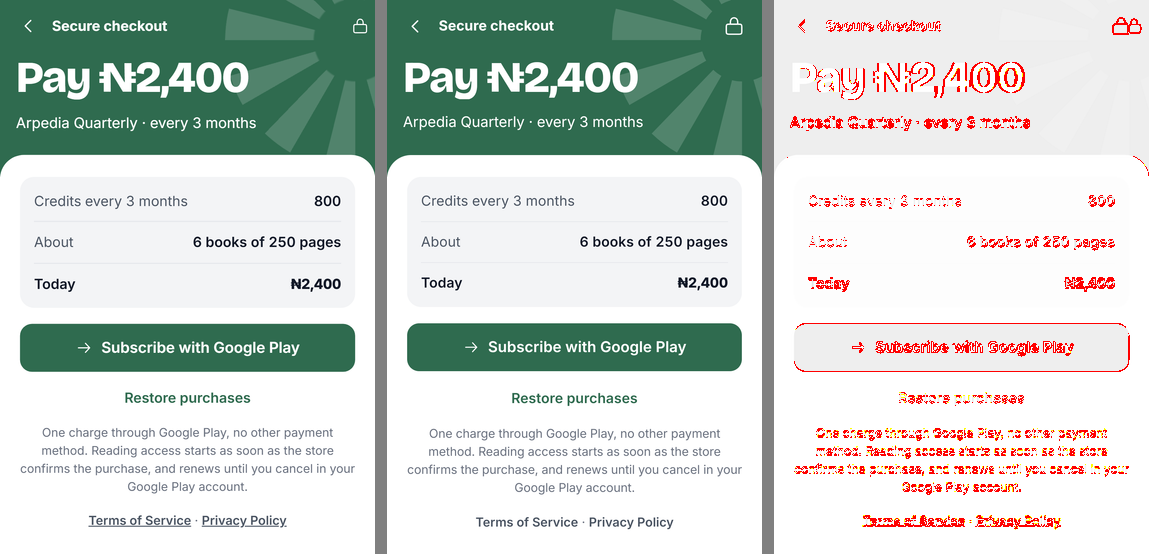 Secure checkout
Pay ₦2,400
Arpedia Quarterly · every 3 months
Credits every 3 months 800
About 6 books of 250 pages
Today ₦2,400
→ Subscribe with Google Play
Restore purchases
One charge through Google Play, no other payment
method. Reading access starts as soon as the store
confirms the purchase, and renews until you cancel in your
Google Play account.
Terms of Service · Privacy Policy
Secure checkout
Pay ₦2,400
Arpedia Quarterly · every 3 months
Credits every 3 months 800
About 6 books of 250 pages
Today ₦2,400
→ Subscribe with Google Play
Restore purchases
One charge through Google Play, no other payment
method. Reading access starts as soon as the store
confirms the purchase, and renews until you cancel in your
Google Play account.
Terms of Service · Privacy Policy
Secure checkout
Pay ₦2,400
Arpedia Quarterly · every 3 months
Credits every 3 months 800
About 6 books of 250 pages
Today ₦2,400
→ Subscribe with Google Play
Restore purchases
One charge through Google Play, no other payment
method. Reading access starts as soon as the store
confirms the purchase, and renews until you cancel in your
Google Play account.
Terms of Service · Privacy Policy